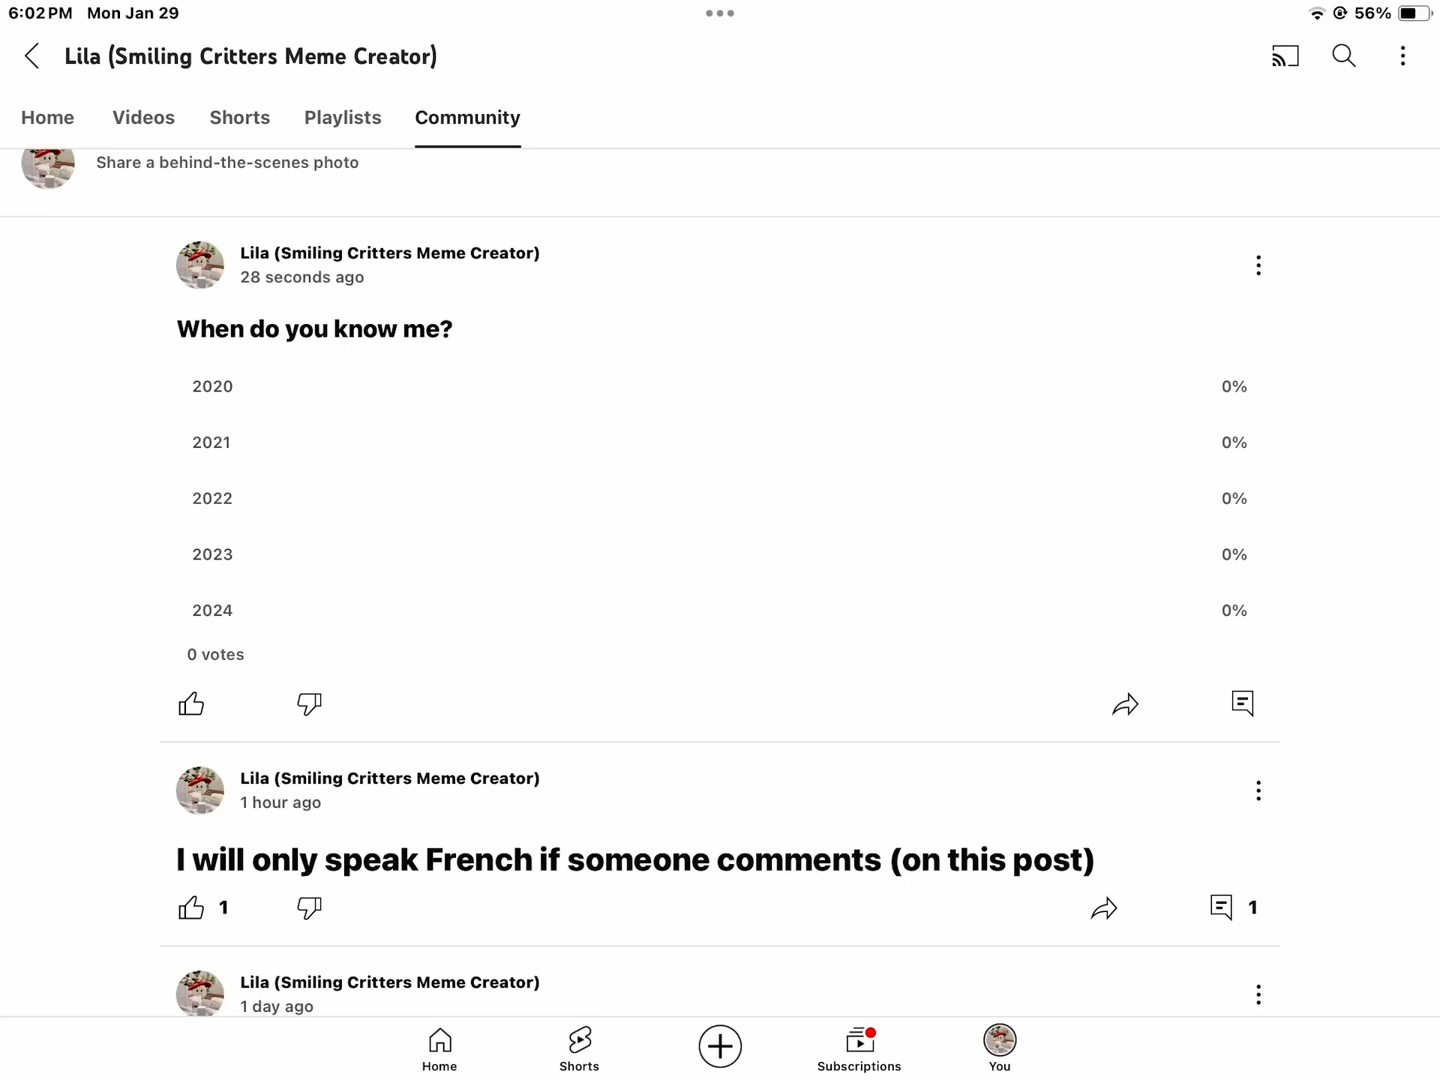 6:02 PM Mon Jan 29
56%
Lila (Smiling Critters Meme Creator)
Home Videos Shorts Playlists Community
Share a behind-the-scenes photo
Lila (Smiling Critters Meme Creator)
28 seconds ago
When do you know me?
2020 0%
2021 0%
2022 0%
2023 0%
2024 0%
0 votes
Lila (Smiling Critters Meme Creator)
1 hour ago
I will only speak French if someone comments (on this post)
1 1
Lila (Smiling Critters Meme Creator)
1 day ago
Home Shorts Subscriptions You